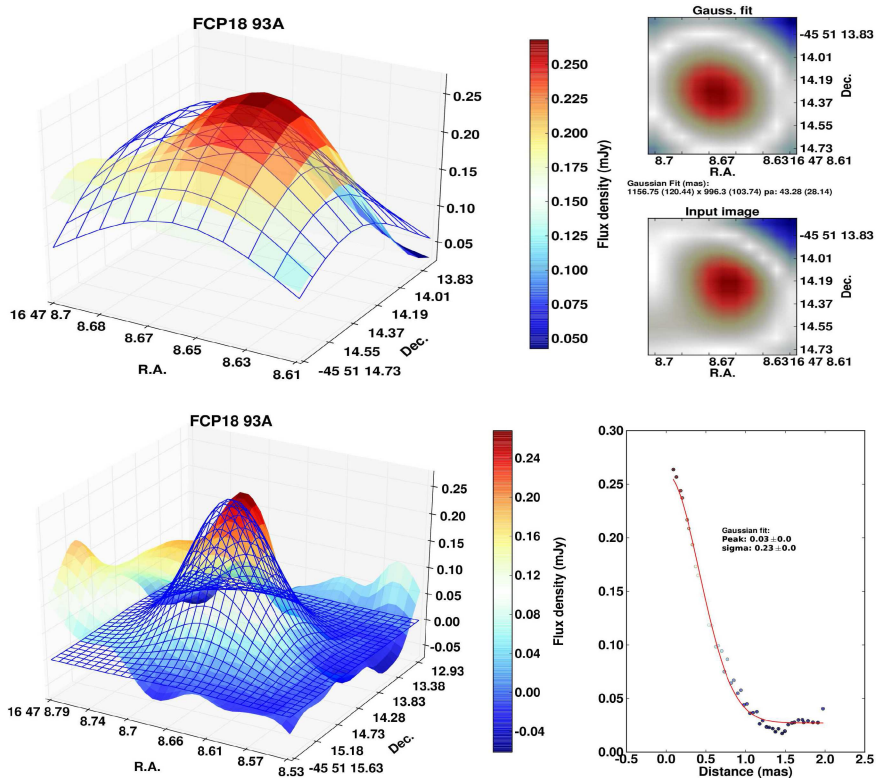 FCP18 93A
0.25
0.20
0.15
0.10
0.05
13.83
14.01
14.19
14.37
14.55
-45 51 14.73
Dec.
16 47 8.7
8.68
8.67
8.65
8.63
8.61
R.A.
0.250
0.225
0.200
0.175
0.150
0.125
0.100
0.075
0.050
Flux density (mJy)
Gauss. fit
-45 51 13.83
14.01
14.19
14.37
14.55
14.73
Dec.
8.7
8.67
8.63
16 47 8.61
R.A.
Gaussian Fit (mas):
1156.75 (120.44) x 996.3 (103.74) pa: 43.28 (28.14)
Input image
-45 51 13.83
14.01
14.19
14.37
14.55
14.73
Dec.
8.7
8.67
8.63
16 47 8.61
R.A.
FCP18 93A
0.25
0.20
0.15
0.10
0.05
0.00
-0.05
12.93
13.38
13.83
14.28
14.73
15.18
-45 51 15.63
Dec.
16 47 8.79
8.74
8.7
8.66
8.61
8.57
8.53
R.A.
0.24
0.20
0.16
0.12
0.08
0.04
0.00
-0.04
Flux density (mJy)
0.30
0.25
0.20
0.15
0.10
0.05
0.00
Gaussian fit:
Peak: 0.03 ±0.0
sigma: 0.23 ±0.0
-0.5
0.0
0.5
1.0
1.5
2.0
2.5
Distance (mas)